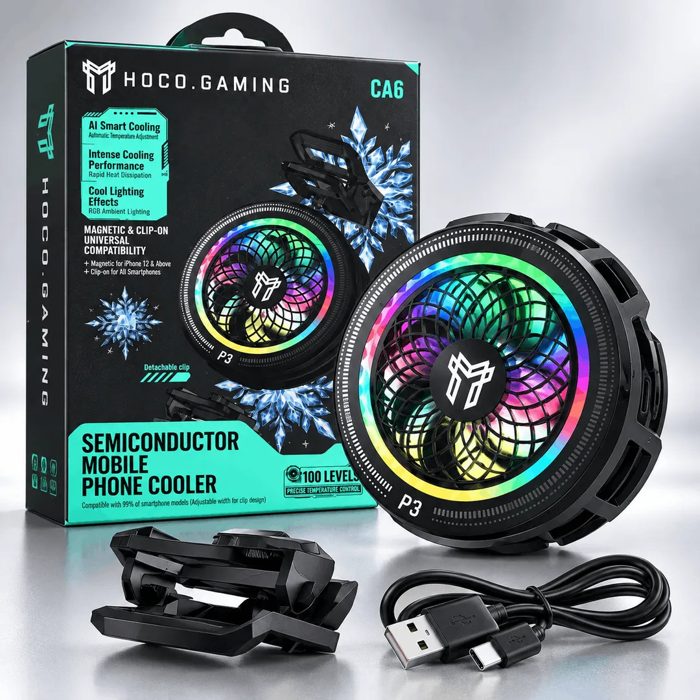 HOCO.GAMING
CA6
AI Smart Cooling
Automatic Temperature Adjustment
Intense Cooling
Performance
Rapid Heat Dissipation
Cool Lighting
Effects
RGB Ambient Lighting
MAGNETIC & CLIP-ON
UNIVERSAL
COMPATIBILITY
+ Magnetic for iPhone 12 & Above
+ Clip-on for All Smartphones
Detachable clip
P3
SEMICONDUCTOR
MOBILE
PHONE COOLER
100 LEVELS
PRECISE TEMPERATURE CONTROL
Compatible with 99% of smartphone models (Adjustable width for clip design)
HOCO.GAMING
P3